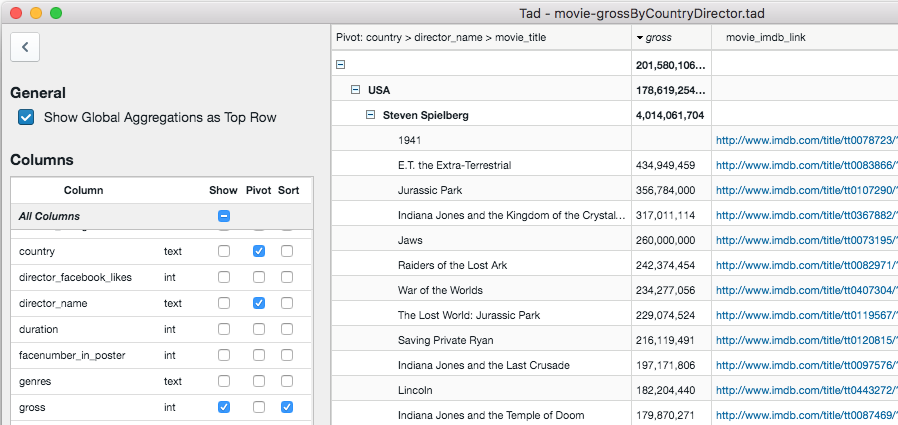 Tad - movie-grossByCountryDirector.tad
General
Show Global Aggregations as Top Row
Columns
Column Show Pivot Sort
All Columns
country text
director_facebook_likes int
director_name text
duration int
facenumber_in_poster int
genres text
gross int
Pivot: country > director_name > movie_title gross movie_imdb_link
201,580,106...
USA 178,619,254...
Steven Spielberg 4,014,061,704
1941 http://www.imdb.com/title/tt0078723/
E.T. the Extra-Terrestrial 434,949,459 http://www.imdb.com/title/tt0083866/
Jurassic Park 356,784,000 http://www.imdb.com/title/tt0107290/
Indiana Jones and the Kingdom of the Crystal... 317,011,114 http://www.imdb.com/title/tt0367882/
Jaws 260,000,000 http://www.imdb.com/title/tt0073195/
Raiders of the Lost Ark 242,374,454 http://www.imdb.com/title/tt0082971/
War of the Worlds 234,277,056 http://www.imdb.com/title/tt0407304/
The Lost World: Jurassic Park 229,074,524 http://www.imdb.com/title/tt0119567/
Saving Private Ryan 216,119,491 http://www.imdb.com/title/tt0120815/
Indiana Jones and the Last Crusade 197,171,806 http://www.imdb.com/title/tt0097576/
Lincoln 182,204,440 http://www.imdb.com/title/tt0443272/
Indiana Jones and the Temple of Doom 179,870,271 http://www.imdb.com/title/tt0087469/